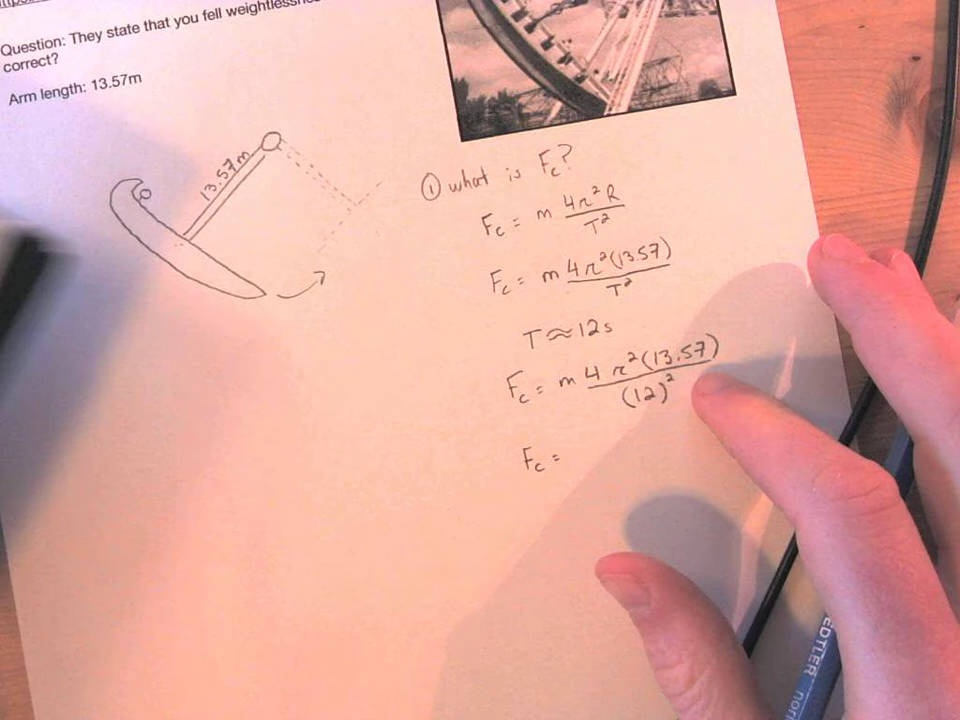 Question: They state that you fell
correct?
Arm length: 13.57m
13.57m
① what is Fc?
Fc = m 4π²R / T²
Fc = m 4π²(13.57) / T²
T ≈ 12s
Fc = m 4π²(13.57) / (12)²
Fc =